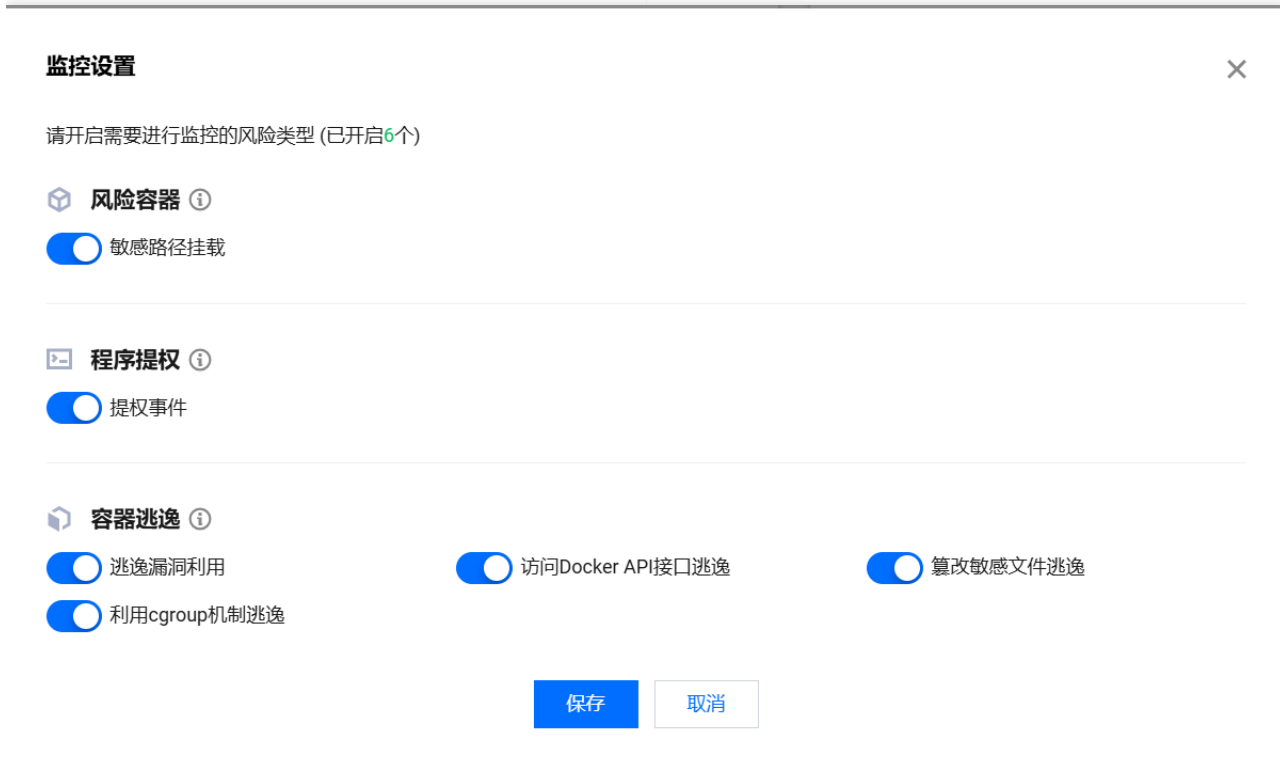 监控设置
请开启需要进行监控的风险类型 (已开启6个)
风险容器
敏感路径挂载
程序提权
提权事件
容器逃逸
逃逸漏洞利用 访问Docker API接口逃逸 篡改敏感文件逃逸
利用cgroup机制逃逸
保存 取消